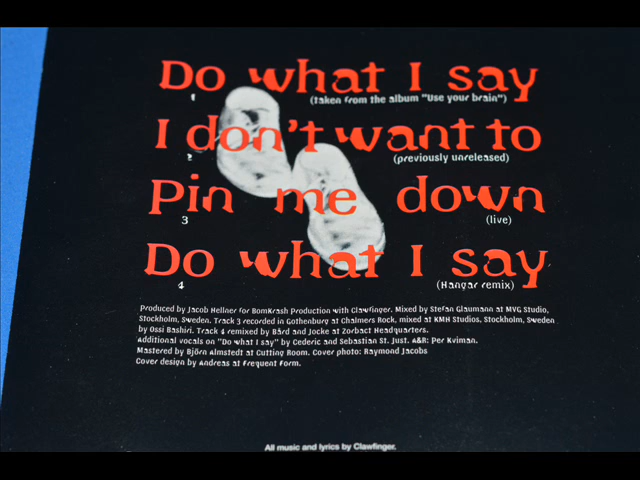 Do what I say
1 (taken from the album "Use your brain")
I don't want to
2 (previously unreleased)
Pin me down
3 (live)
Do what I say
4 (Hangar remix)
Produced by Jacob Hellner for BomKrash Production with Clawfinger. Mixed by Stefan Glaumann at MVG Studio,
Stockholm, Sweden. Track 3 recorded in Gothenburg at Chalmers Rock, mixed at KMH Studios, Stockholm, Sweden
by Ossi Bashiri. Track 4 remixed by Bård and Jocke at Zorbact Headquarters.
Additional vocals on "Do what I say" by Cederic and Sebastian St. Just. A&R: Per Kviman.
Mastered by Björn Almstedt at Cutting Room. Cover photo: Raymond Jacobs
Cover design by Andreas at Frequent Form.
All music and lyrics by Clawfinger.